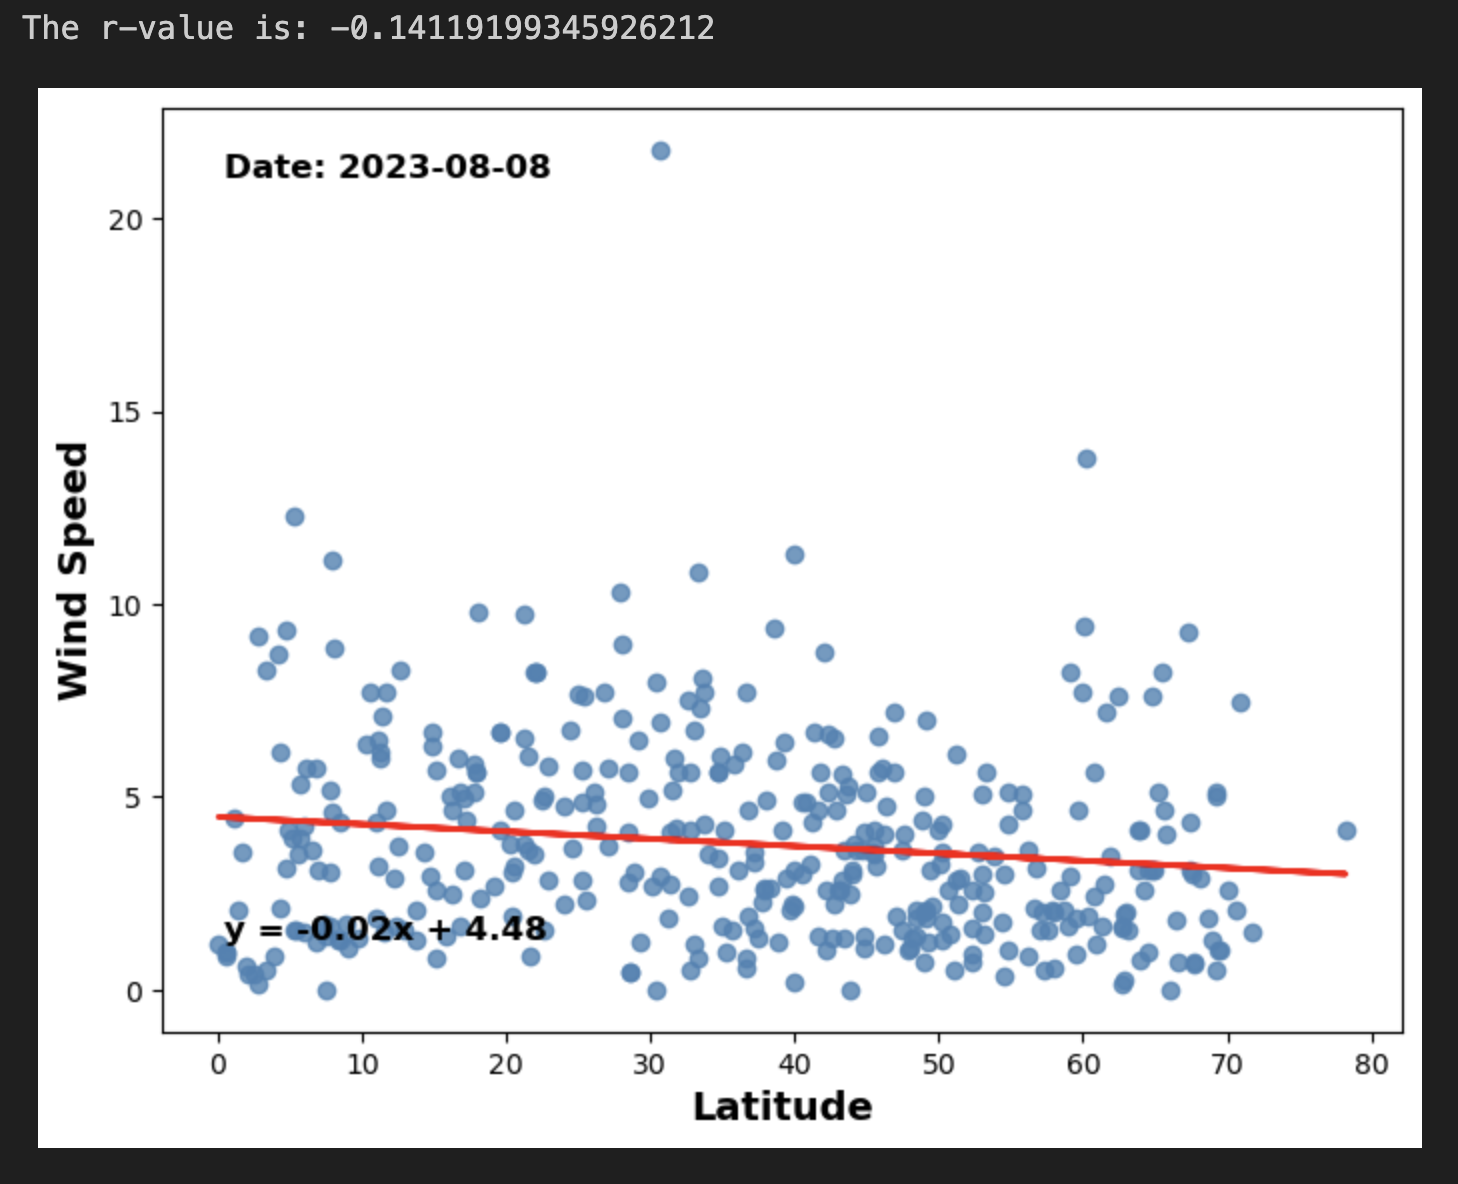 The r-value is: -0.14119199345926212
Date: 2023-08-08
20
15
10
5
0
Wind Speed
y = -0.02x + 4.48
0 10 20 30 40 50 60 70 80
Latitude